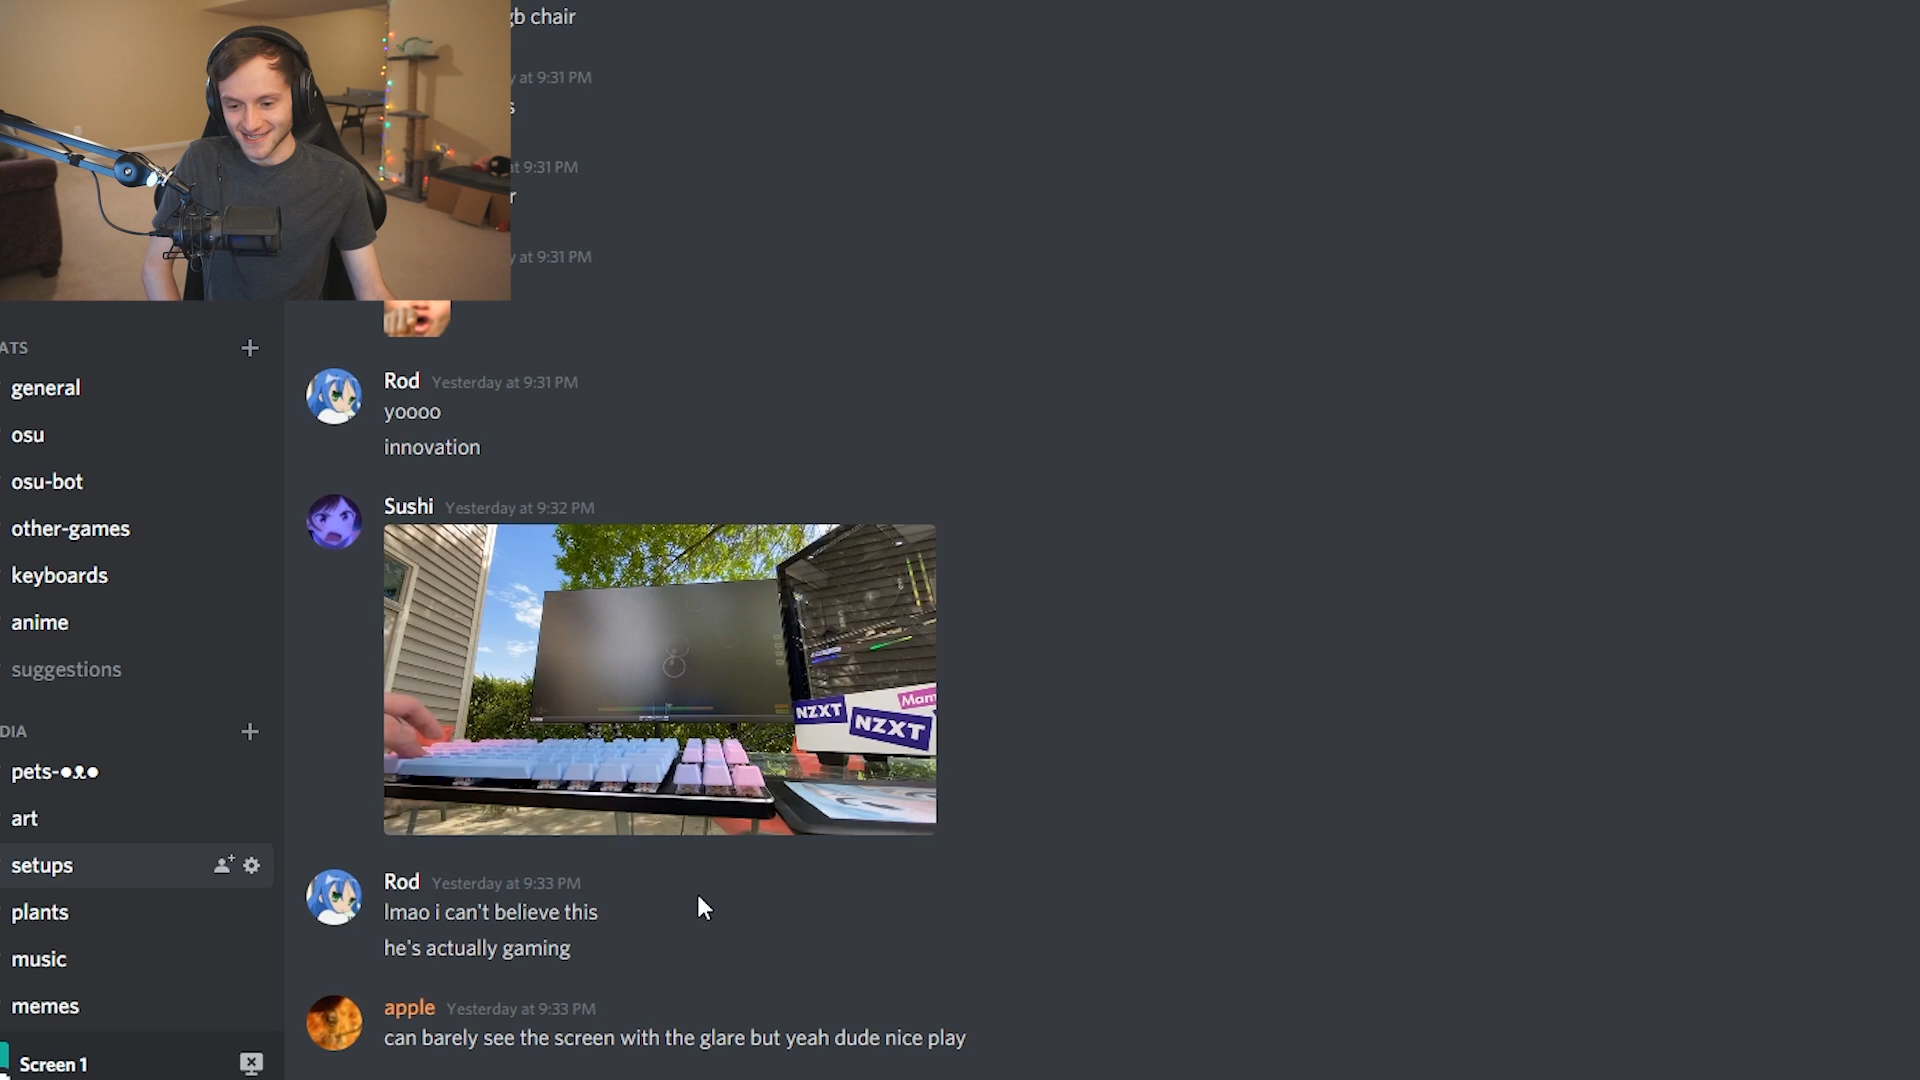 gb chair
at 9:31 PM
s
at 9:31 PM
r
at 9:31 PM
ATS
general
osu
osu-bot
other-games
keyboards
anime
suggestions
DIA
pets-●ᴥ●
art
setups
plants
music
memes
Screen 1
Rod Yesterday at 9:31 PM
yoooo
innovation
Sushi Yesterday at 9:32 PM
NZXT
NZXT
Mam
Rod Yesterday at 9:33 PM
lmao i can't believe this
he's actually gaming
apple Yesterday at 9:33 PM
can barely see the screen with the glare but yeah dude nice play